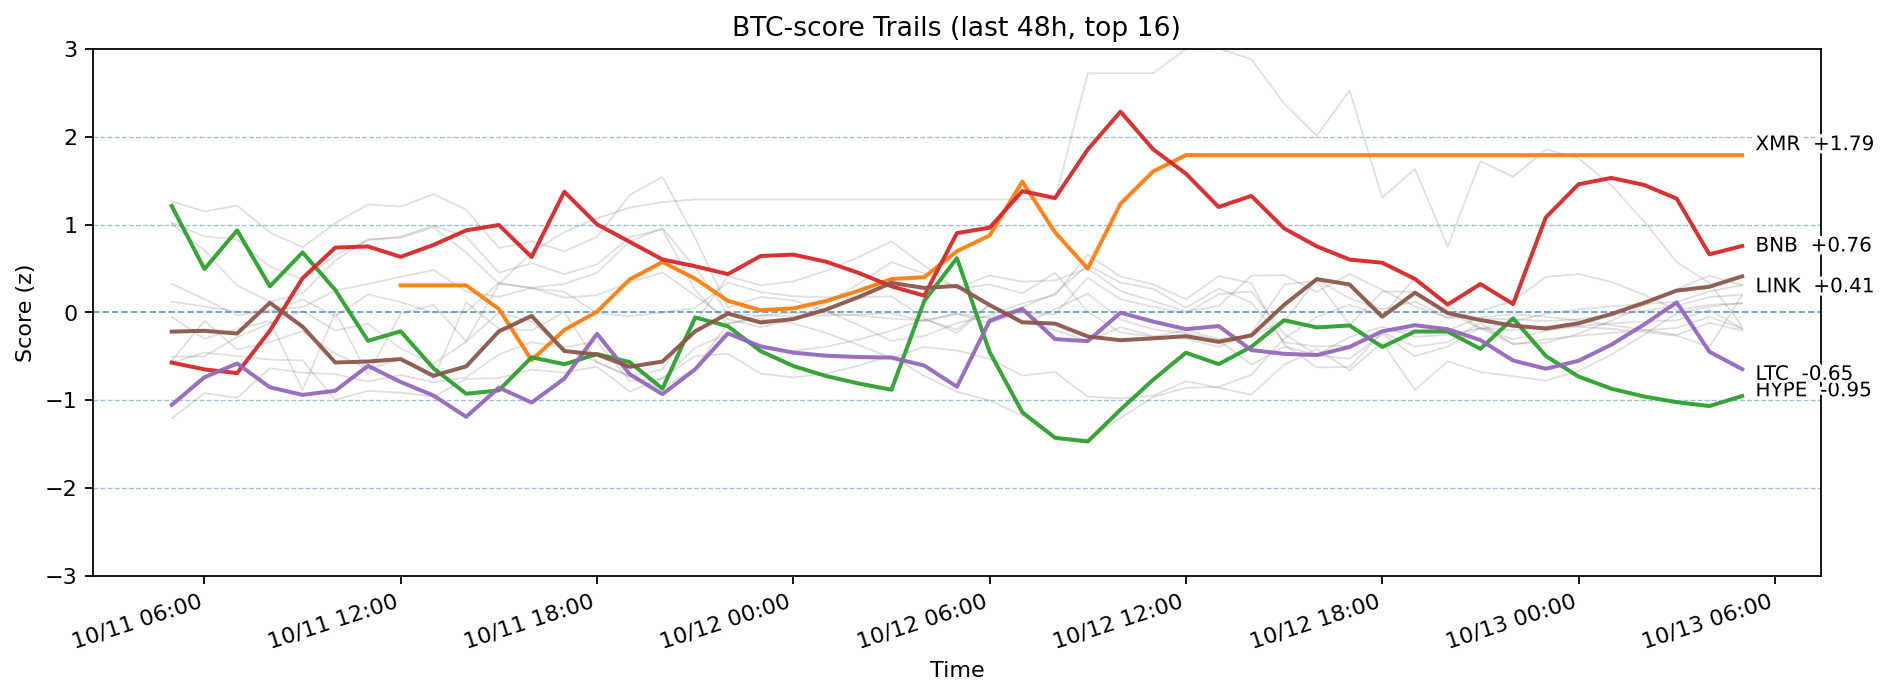 BTC-score Trails (last 48h, top 16)
3
2
1
0
−1
−2
−3
Score (z)
XMR +1.79
BNB +0.76
LINK +0.41
LTC -0.65
HYPE -0.95
10/11 06:00
10/11 12:00
10/11 18:00
10/12 00:00
10/12 06:00
10/12 12:00
10/12 18:00
10/13 00:00
10/13 06:00
Time